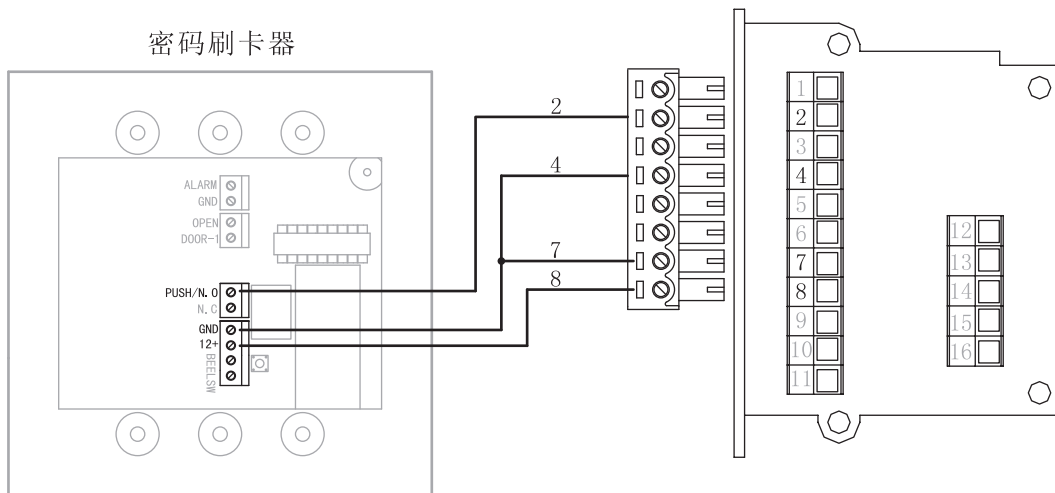 密码刷卡器
ALARM
GND
OPEN
DOOR-1
PUSH/N.O
N.C
GND
12+
BEELSW
2
4
7
8
1
2
3
4
5
6
7
8
9
10
11
12
13
14
15
16